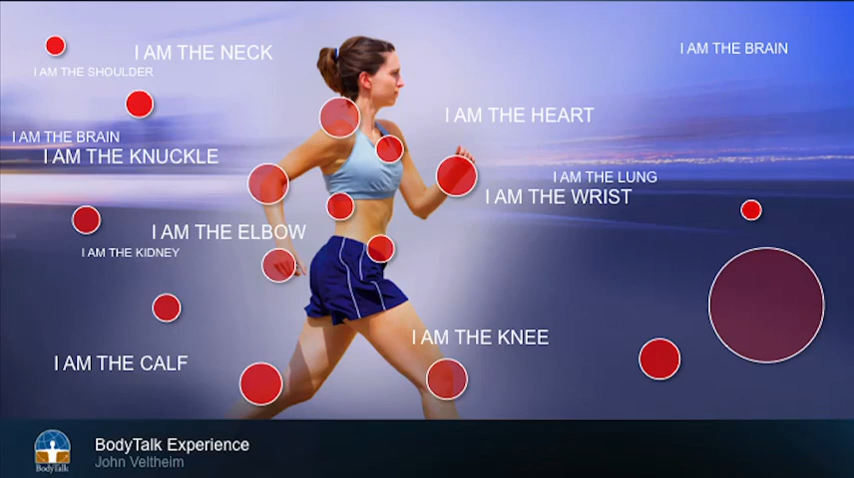 I AM THE NECK
I AM THE BRAIN
I AM THE SHOULDER
I AM THE HEART
I AM THE BRAIN
I AM THE KNUCKLE
I AM THE LUNG
I AM THE WRIST
I AM THE ELBOW
I AM THE KIDNEY
I AM THE KNEE
I AM THE CALF
BodyTalk Experience
John Veltheim
BodyTalk